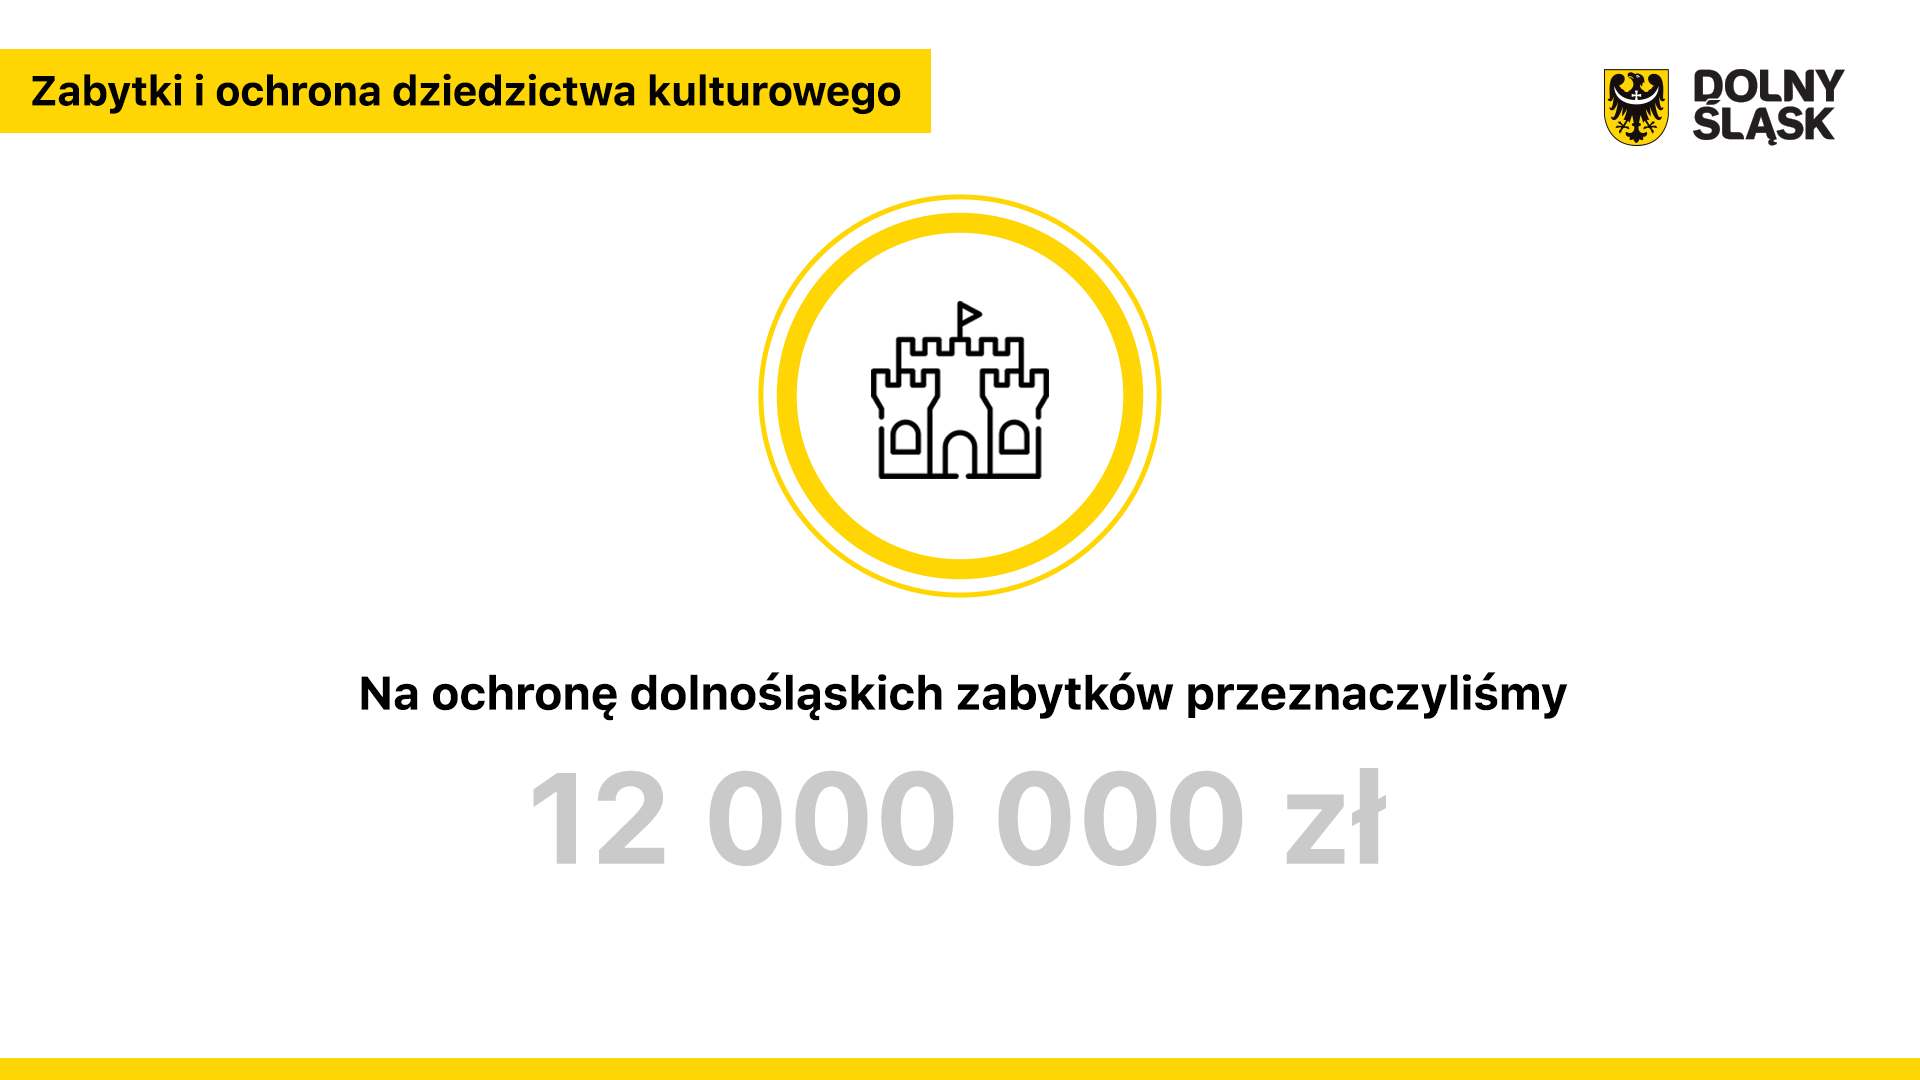 Zabytki i ochrona dziedzictwa kulturowego
DOLNY
ŚLĄSK
Na ochronę dolnośląskich zabytków przeznaczyliśmy
12 000 000 zł